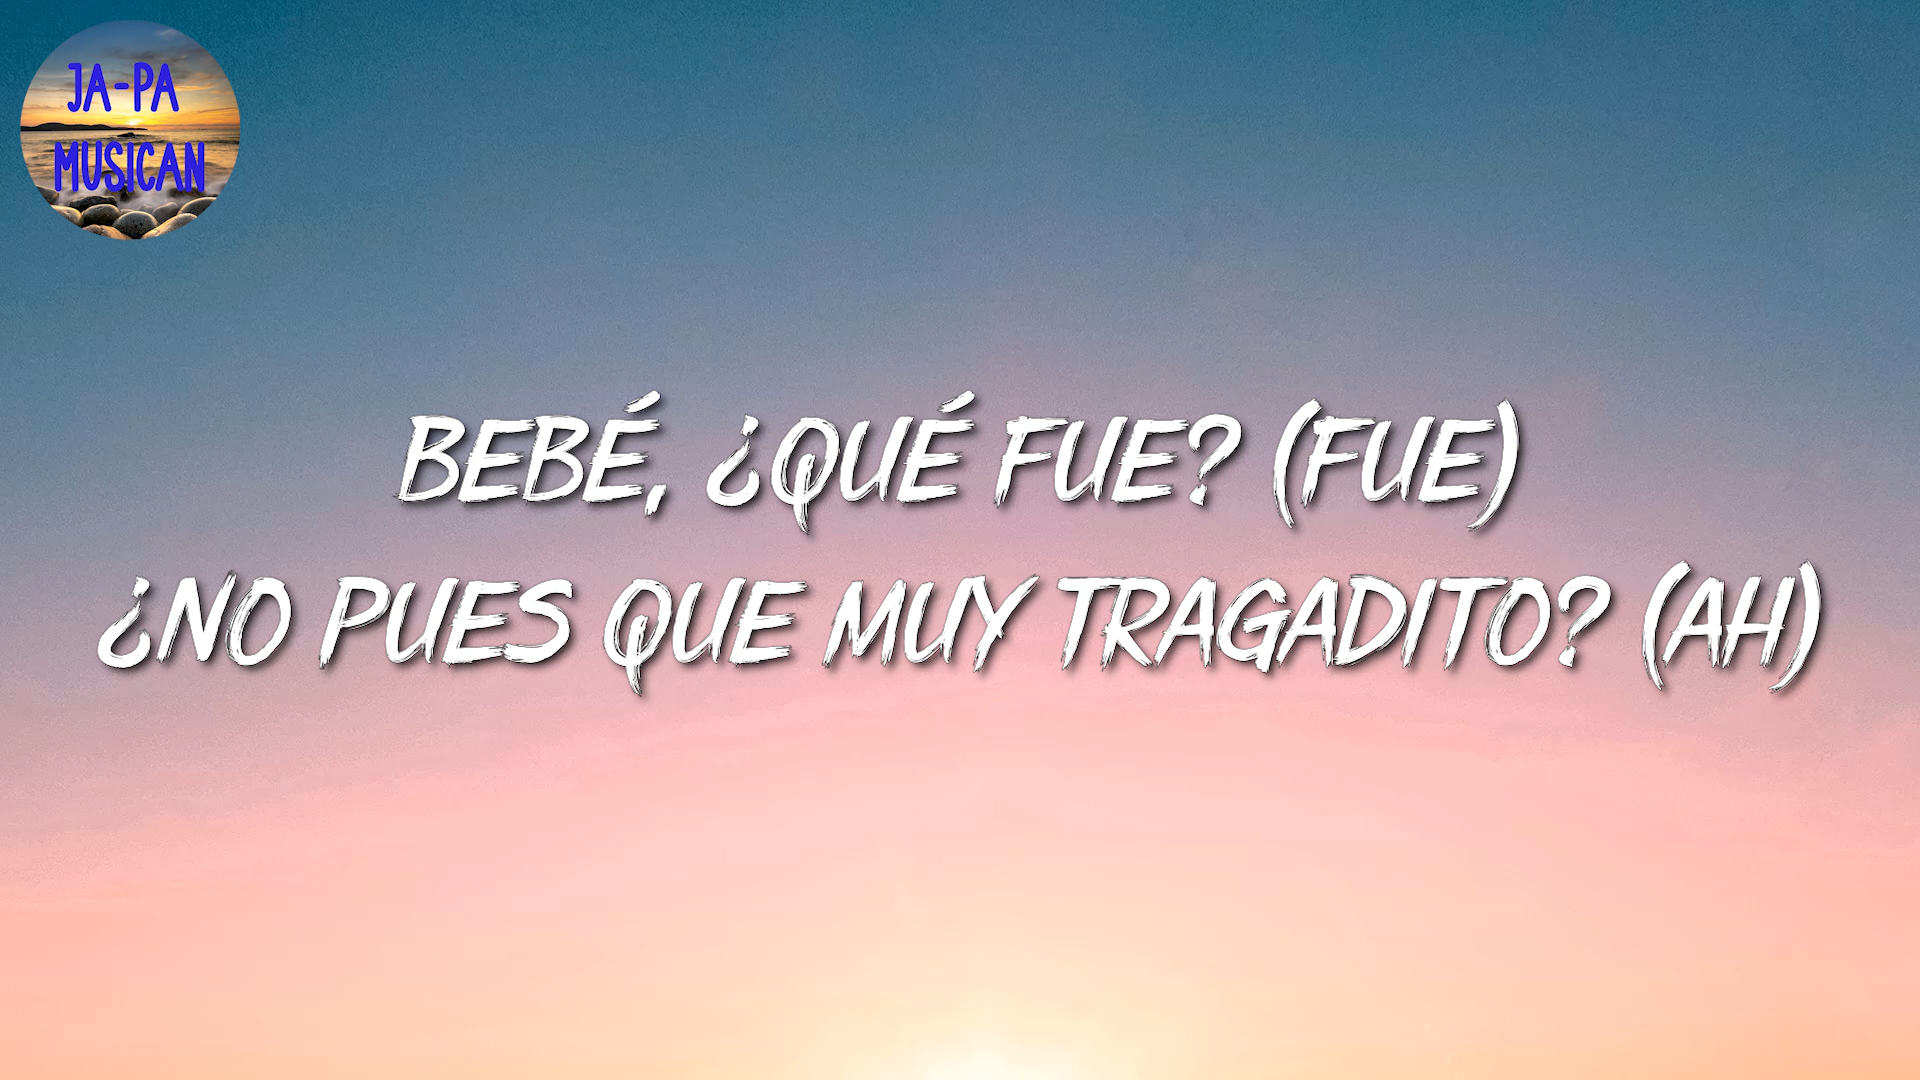 JA-PA
MUSICAN
BEBÉ, ¿QUÉ FUE? (FUE)
¿NO PUES QUE MUY TRAGADITO? (AH)